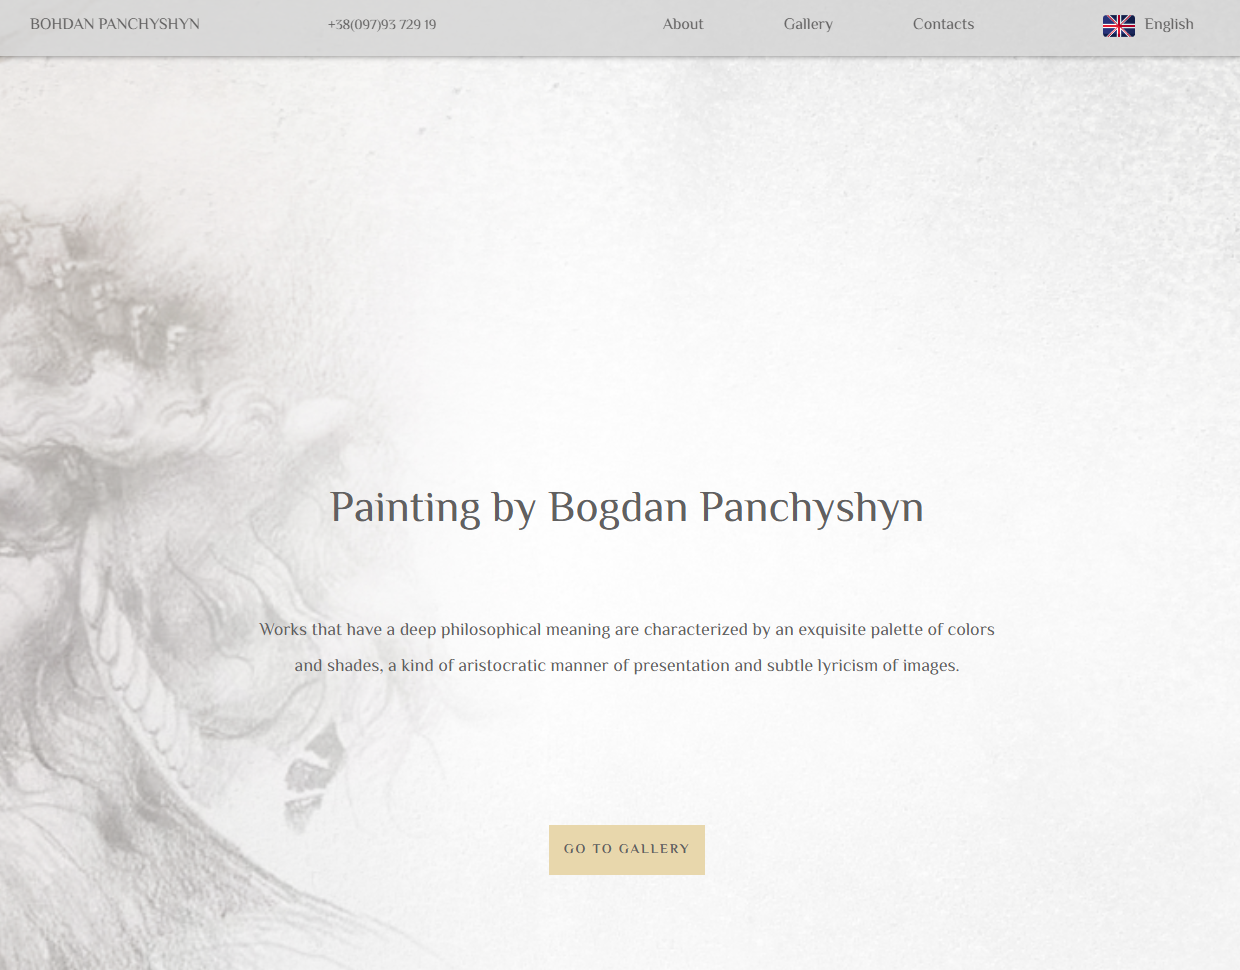 BOHDAN PANCHYSHYN
+38(097)93 729 19
About
Gallery
Contacts
English
Painting by Bogdan Panchyshyn
Works that have a deep philosophical meaning are characterized by an exquisite palette of colors
and shades, a kind of aristocratic manner of presentation and subtle lyricism of images.
GO TO GALLERY